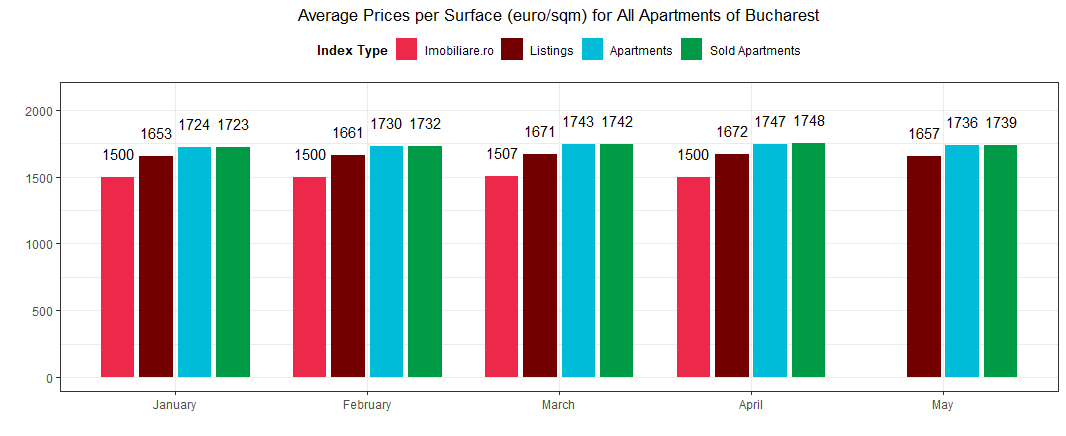 Average Prices per Surface (euro/sqm) for All Apartments of Bucharest
Index Type Imobiliare.ro Listings Apartments Sold Apartments
2000
1500
1000
500
0
1500 1653 1724 1723
1500 1661 1730 1732
1507 1671 1743 1742
1500 1672 1747 1748
1657 1736 1739
January February March April May